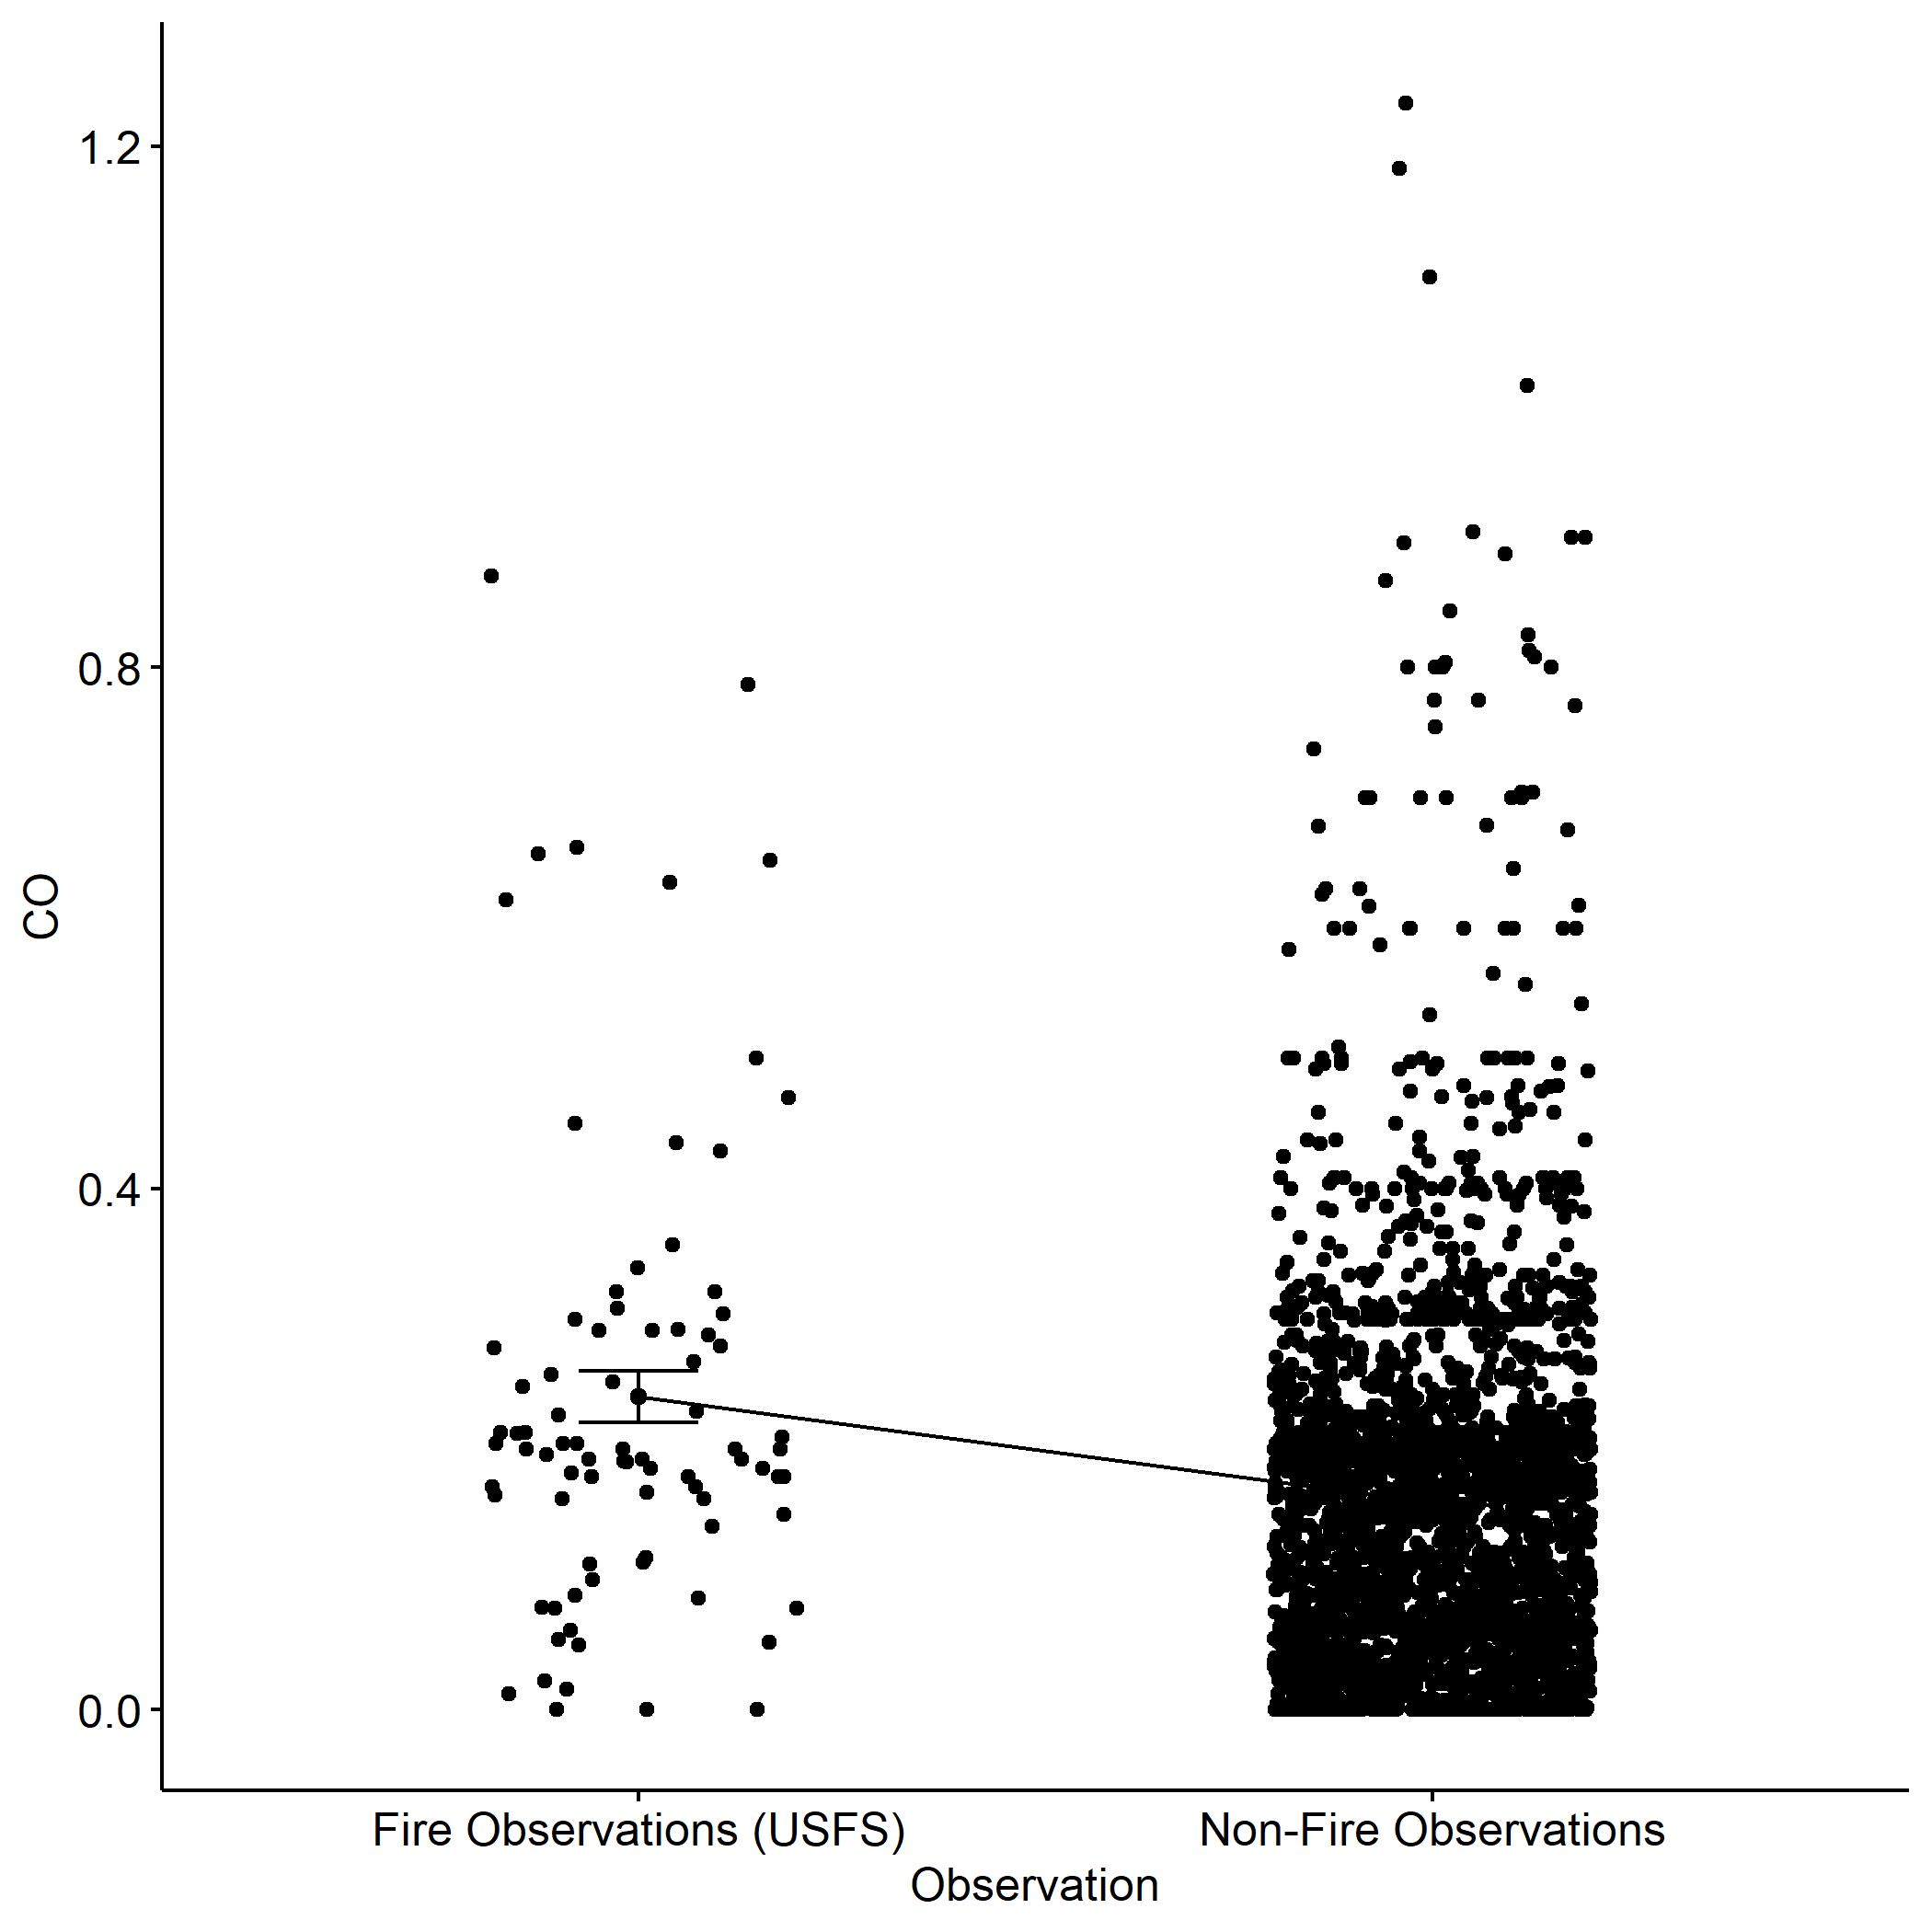 1.2
0.8
0.4
0.0
CO
Fire Observations (USFS)
Non-Fire Observations
Observation